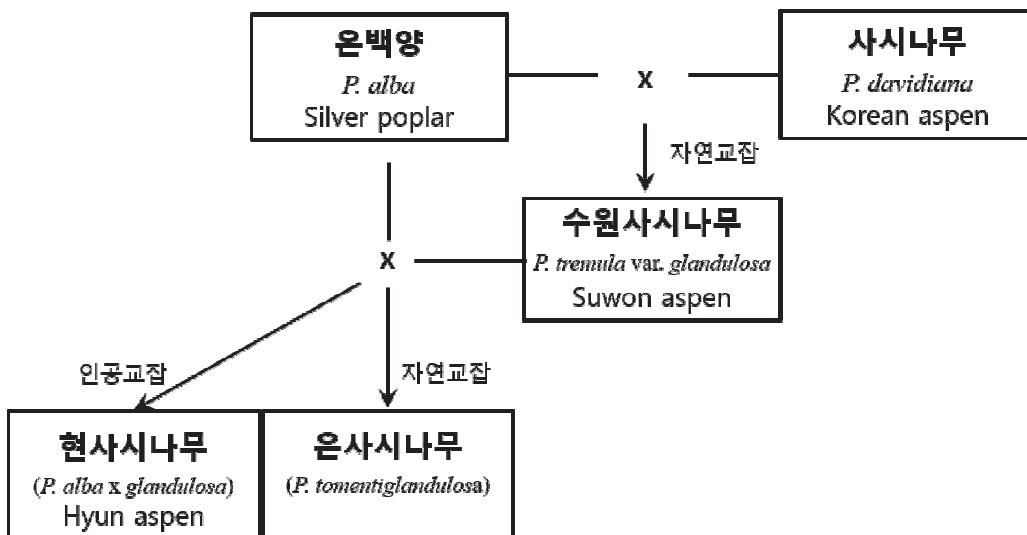 은백양
P. alba
Silver poplar
x
사시나무
P. davidiana
Korean aspen
자연교잡
수원사시나무
P. tremula var. glandulosa
Suwon aspen
x
인공교잡
자연교잡
현사시나무
(P. alba x glandulosa)
Hyun aspen
은사시나무
(P. tomentiglandulosa)